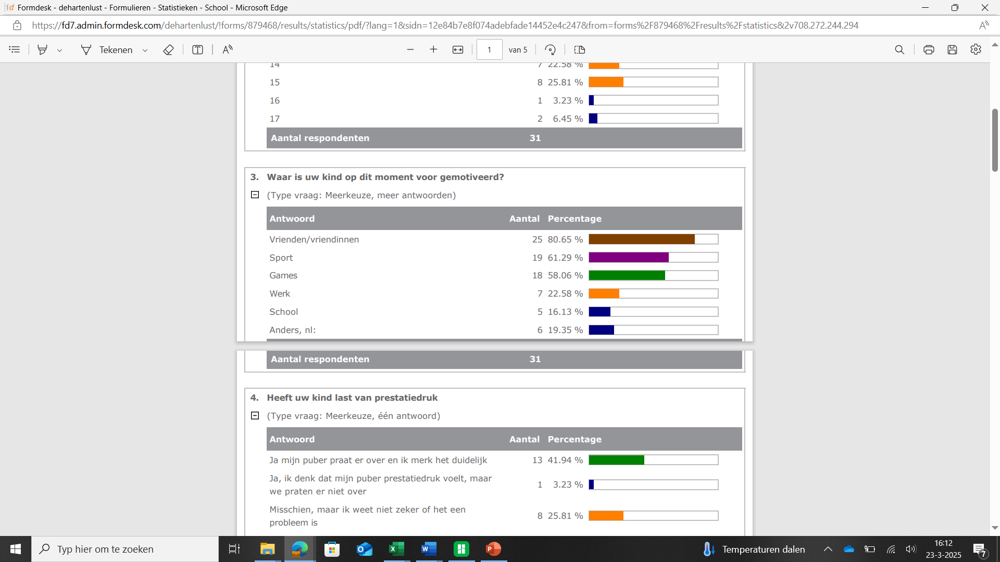 Formdesk - dehartenlust - Formulieren - Statistieken - School - Microsoft Edge
https://fd7.admin.formdesk.com/dehartenlust/!forms/879468/results/statistics/pdf/?lang=1&sidn=12e84b7e8f074adebfade14452e4c247&from=forms%2F879468%2Fresults%2Fstatistics&2v708.272.244.294
Tekenen 1 van 5
14 7 22.58 %
15 8 25.81 %
16 1 3.23 %
17 2 6.45 %
Aantal respondenten 31
3. Waar is uw kind op dit moment voor gemotiveerd?
(Type vraag: Meerkeuze, meer antwoorden)
Antwoord Aantal Percentage
Vrienden/vriendinnen 25 80.65 %
Sport 19 61.29 %
Games 18 58.06 %
Werk 7 22.58 %
School 5 16.13 %
Anders, nl: 6 19.35 %
Aantal respondenten 31
4. Heeft uw kind last van prestatiedruk
(Type vraag: Meerkeuze, één antwoord)
Antwoord Aantal Percentage
Ja mijn puber praat er over en ik merk het duidelijk 13 41.94 %
Ja, ik denk dat mijn puber prestatiedruk voelt, maar
we praten er niet over 1 3.23 %
Misschien, maar ik weet niet zeker of het een
probleem is 8 25.81 %
Typ hier om te zoeken
Temperaturen dalen
16:12
23-3-2025
7